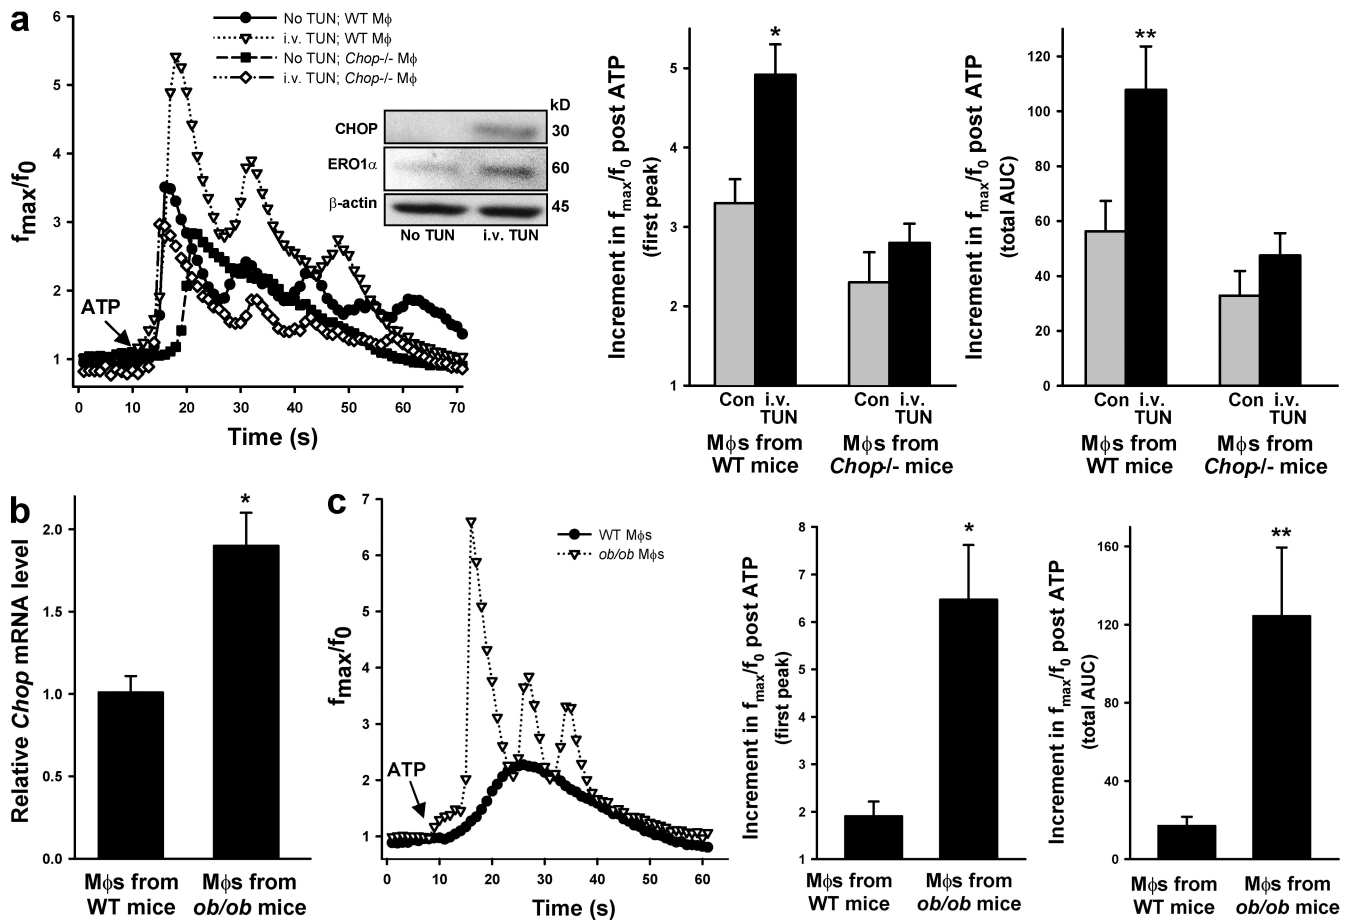 a
6
5
4
3
2
1
fmax/f0
0 10 20 30 40 50 60 70
Time (s)
ATP
No TUN; WT Mϕ
i.v. TUN; WT Mϕ
No TUN; Chop-/- Mϕ
i.v. TUN; Chop-/- Mϕ
kD
CHOP 30
ERO1α 60
β-actin 45
No TUN i.v. TUN
Increment in fmax/f0 post ATP
(first peak)
5
4
3
2
1
*
Con i.v. TUN
Con i.v. TUN
Mϕs from
WT mice
Mϕs from
Chop-/- mice
Increment in fmax/f0 post ATP
(total AUC)
120
100
80
60
40
20
0
**
Con i.v. TUN
Con i.v. TUN
Mϕs from
WT mice
Mϕs from
Chop-/- mice
b
Relative Chop mRNA level
2.0
1.5
1.0
0.5
0.0
*
Mϕs from
WT mice
Mϕs from
ob/ob mice
c
7
6
5
4
3
2
1
fmax/f0
0 10 20 30 40 50 60
Time (s)
ATP
WT Mϕs
ob/ob Mϕs
Increment in fmax/f0 post ATP
(first peak)
8
7
6
5
4
3
2
1
*
Mϕs from
WT mice
Mϕs from
ob/ob mice
Increment in fmax/f0 post ATP
(total AUC)
160
120
80
40
0
**
Mϕs from
WT mice
Mϕs from
ob/ob mice